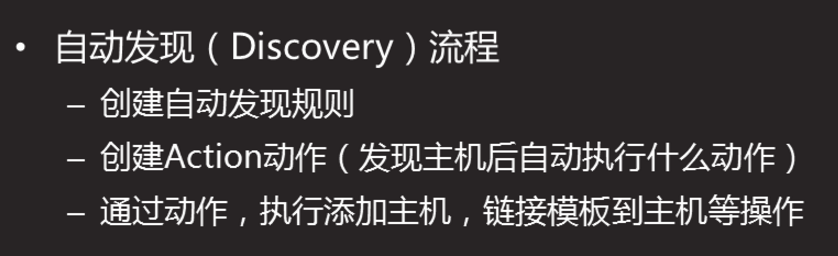 • 自动发现（Discovery）流程
– 创建自动发现规则
– 创建Action动作（发现主机后自动执行什么动作）
– 通过动作，执行添加主机，链接模板到主机等操作